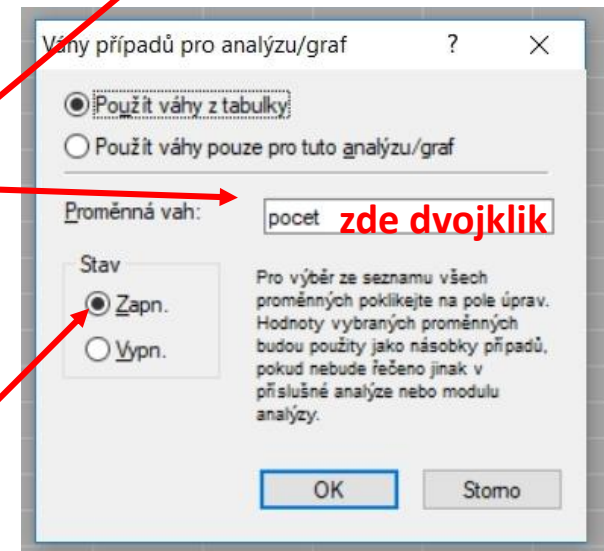 Váhy případů pro analýzu/graf ? ×
Použít váhy z tabulky
Použít váhy pouze pro tuto analýzu/graf
Proměnná vah: pocet zde dvojklik
Stav
Zapn.
Vypn.
Pro výběr ze seznamu všech
proměnných poklikejte na pole úprav.
Hodnoty vybraných proměnných
budou použity jako násobky případů,
pokud nebude řečeno jinak v
příslušné analýze nebo modulu
analýzy.
OK Storno